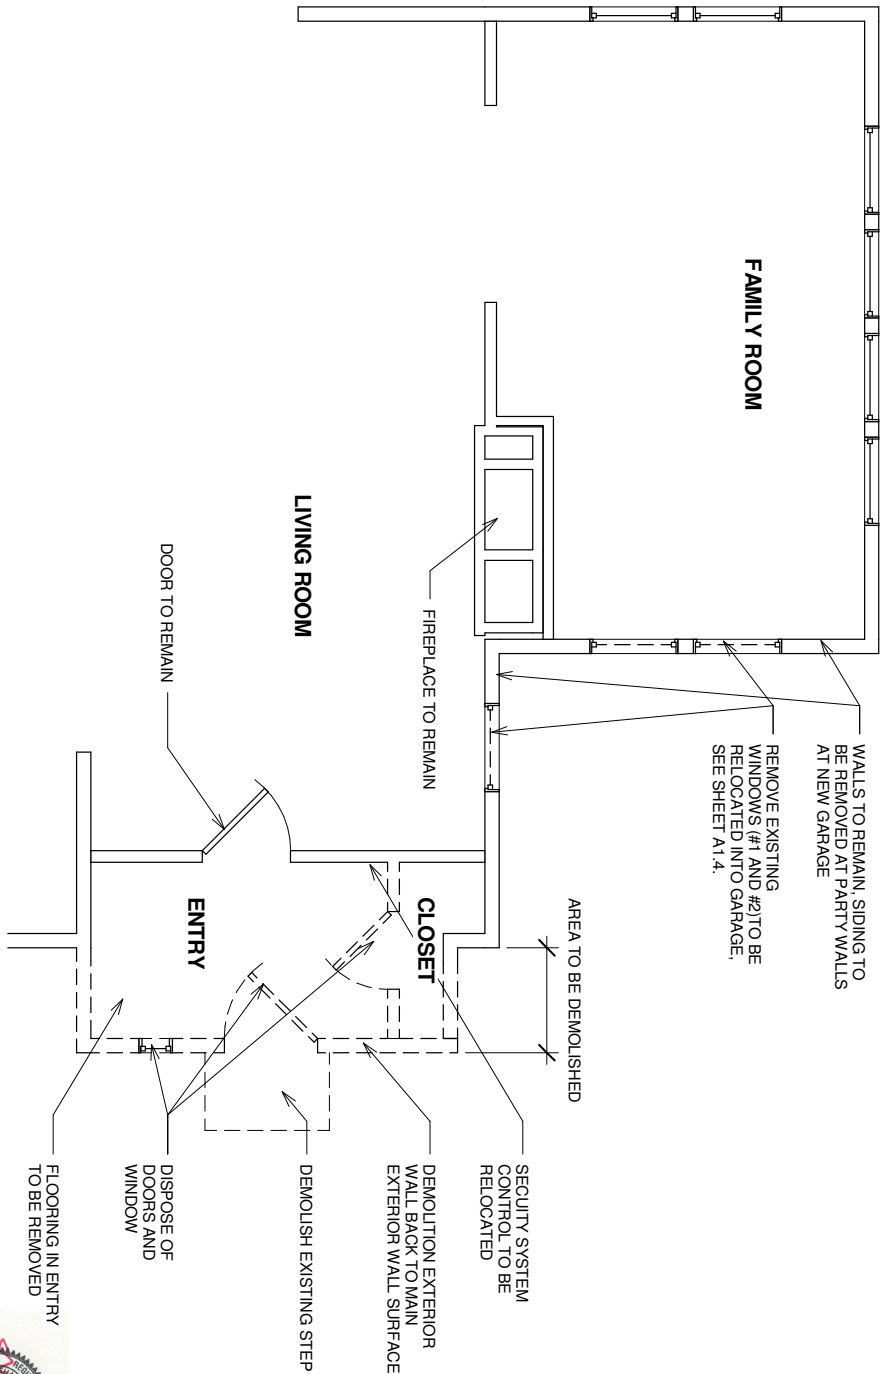 WALLS TO REMAIN, SIDING TO
BE REMOVED AT PARTY WALLS
AT NEW GARAGE
REMOVE EXISTING
WINDOWS (#1 AND #2)TO BE
RELOCATED INTO GARAGE,
SEE SHEET A1.4.
FAMILY ROOM
AREA TO BE DEMOLISHED
SECUITY SYSTEM
CONTROL TO BE
RELOCATED
FIREPLACE TO REMAIN
CLOSET
DEMOLITION EXTERIOR
WALL BACK TO MAIN
EXTERIOR WALL SURFACE
LIVING ROOM
DEMOLISH EXISTING STEP
ENTRY
DOOR TO REMAIN
DISPOSE OF
DOORS AND
WINDOW
FLOORING IN ENTRY
TO BE REMOVED